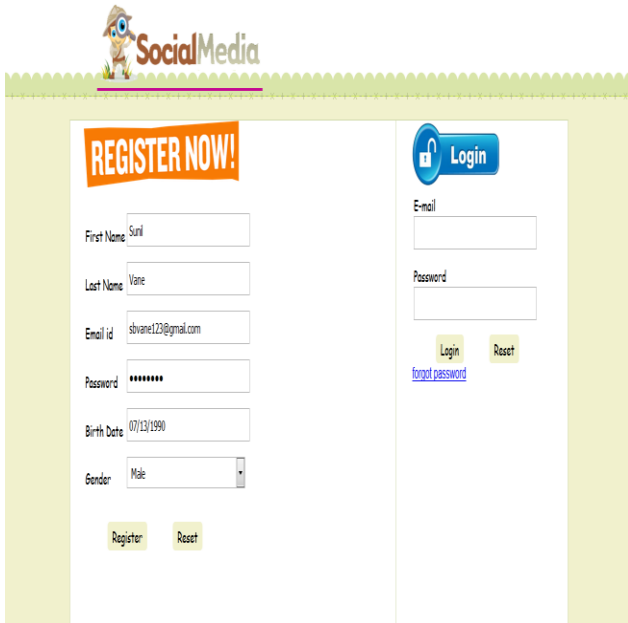 SocialMedia
REGISTER NOW!
First Name Sunil
Last Name Vane
Email id sbvane123@gmail.com
Password ••••••••
Birth Date 07/13/1990
Gender Male
Register Reset
Login
E-mail
Password
Login Reset
forgot password